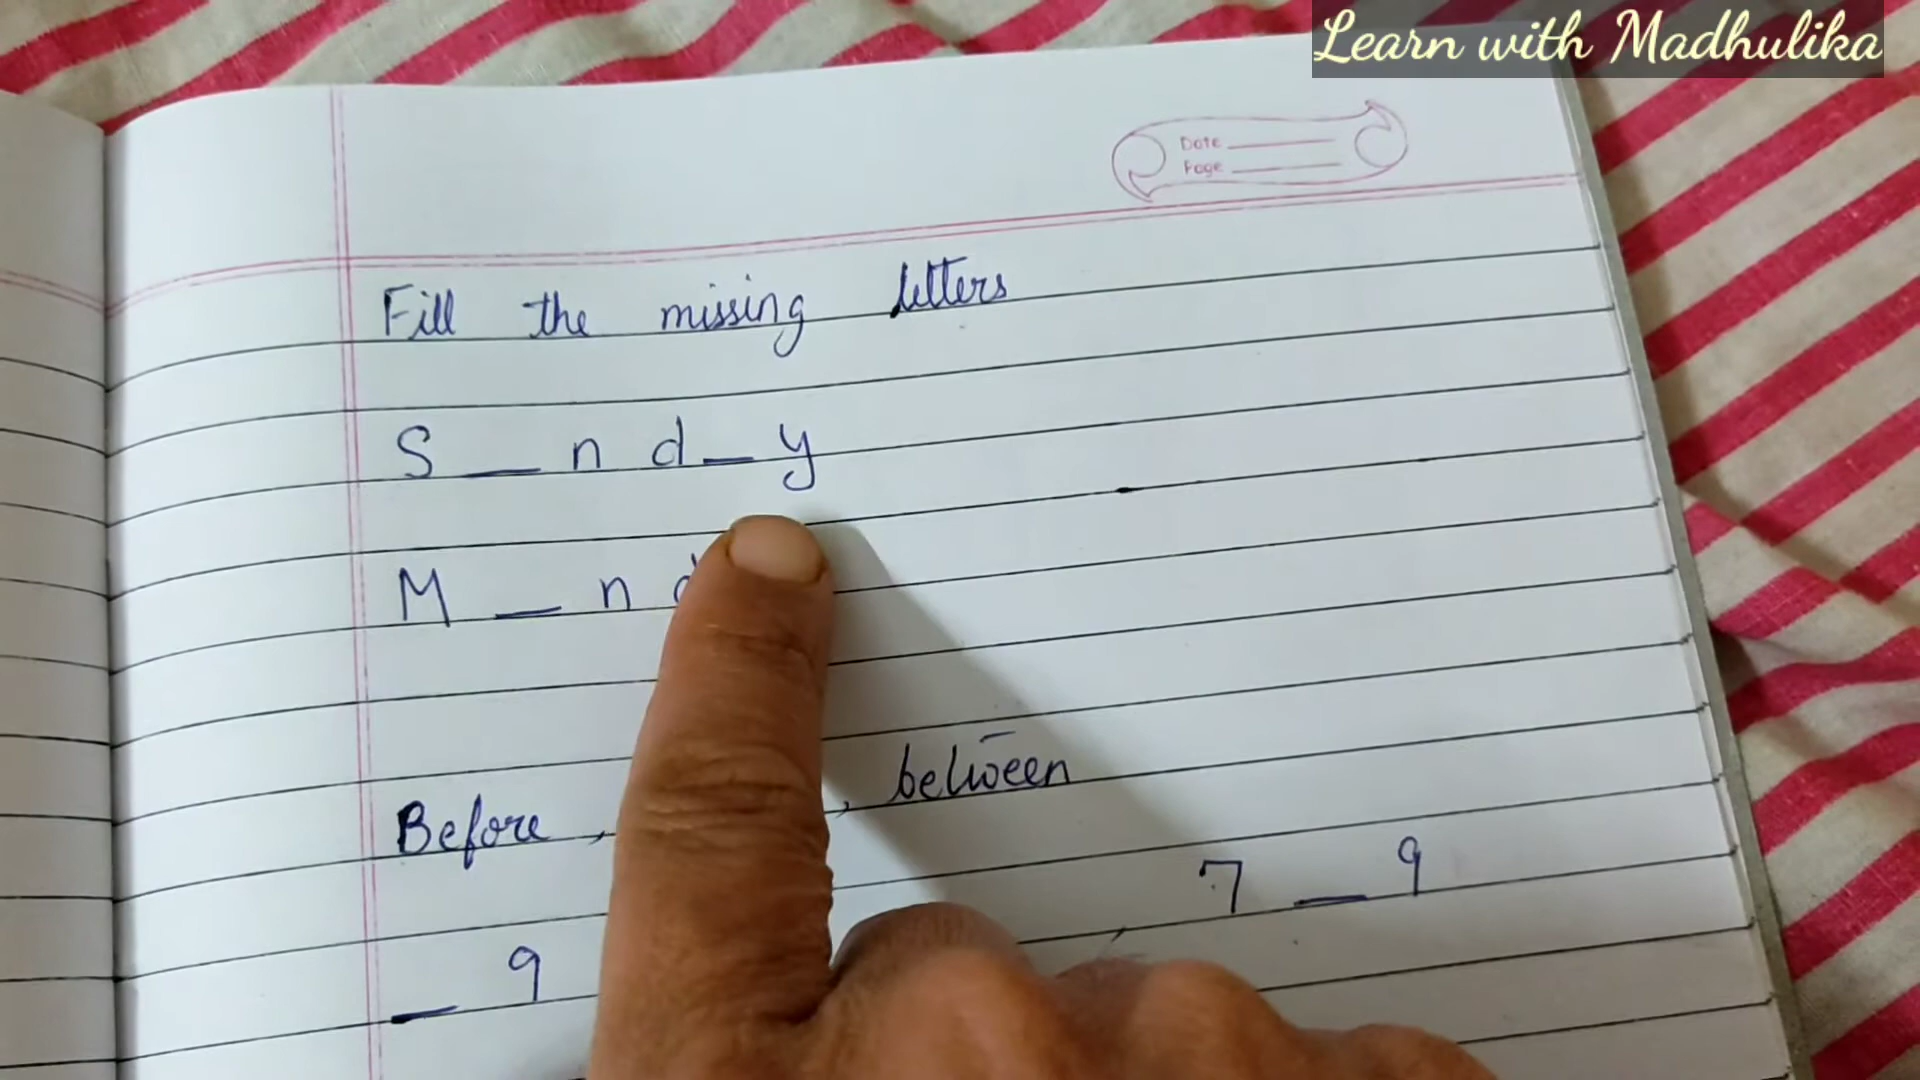 Learn with Madhulika
Date
Page
Fill the missing letters
S _ n d _ y
M _ n d
Before, , between
7 _ 9
_ 9